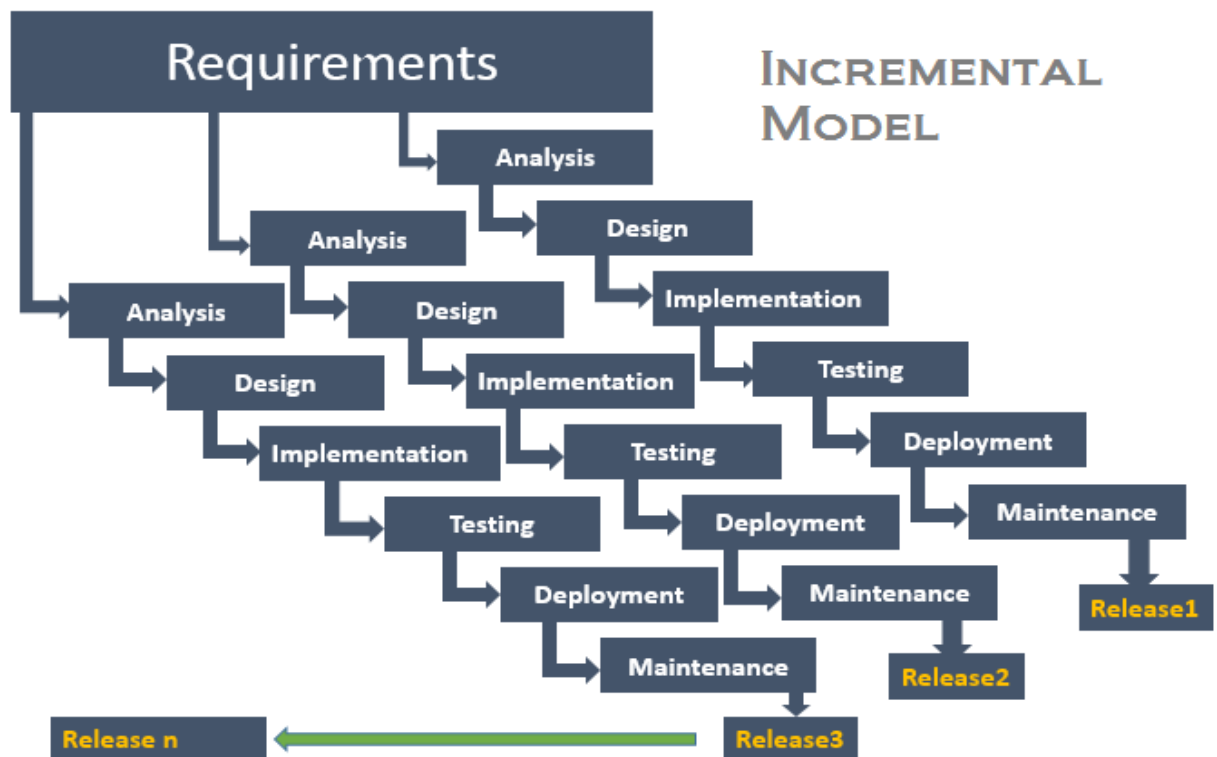 Requirements
INCREMENTAL
MODEL
Analysis
Design
Implementation
Testing
Deployment
Maintenance
Release1
Analysis
Design
Implementation
Testing
Deployment
Maintenance
Release2
Analysis
Design
Implementation
Testing
Deployment
Maintenance
Release3
Release n